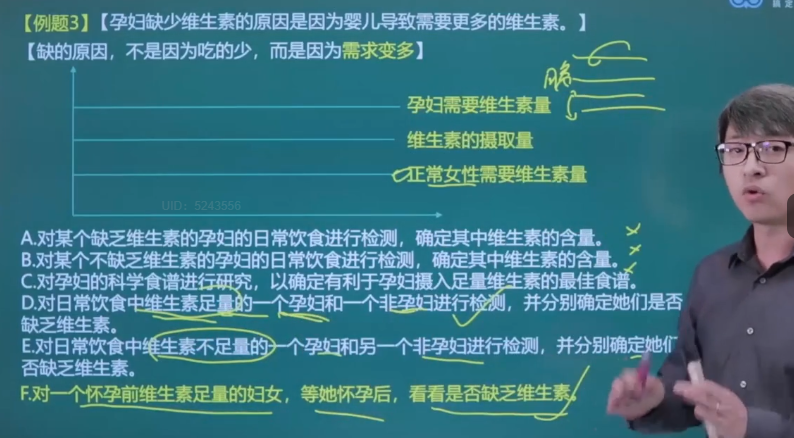 【例题3】【孕妇缺少维生素的原因是因为婴儿导致需要更多的维生素。】
【缺的原因，不是因为吃的少，而是因为需求变多】
孕妇需要维生素量
维生素的摄取量
正常女性需要维生素量
UID: 5243556
A.对某个缺乏维生素的孕妇的日常饮食进行检测，确定其中维生素的含量。
B.对某个不缺乏维生素的孕妇的日常饮食进行检测，确定其中维生素的含量。
C.对孕妇的科学食谱进行研究，以确定有利于孕妇摄入足量维生素的最佳食谱。
D.对日常饮食中维生素足量的一个孕妇和一个非孕妇进行检测，并分别确定她们是否
缺乏维生素。
E.对日常饮食中维生素不足量的一个孕妇和另一个非孕妇进行检测，并分别确定她们
否缺乏维生素。
F.对一个怀孕前维生素足量的妇女，等她怀孕后，看看是否缺乏维生素。